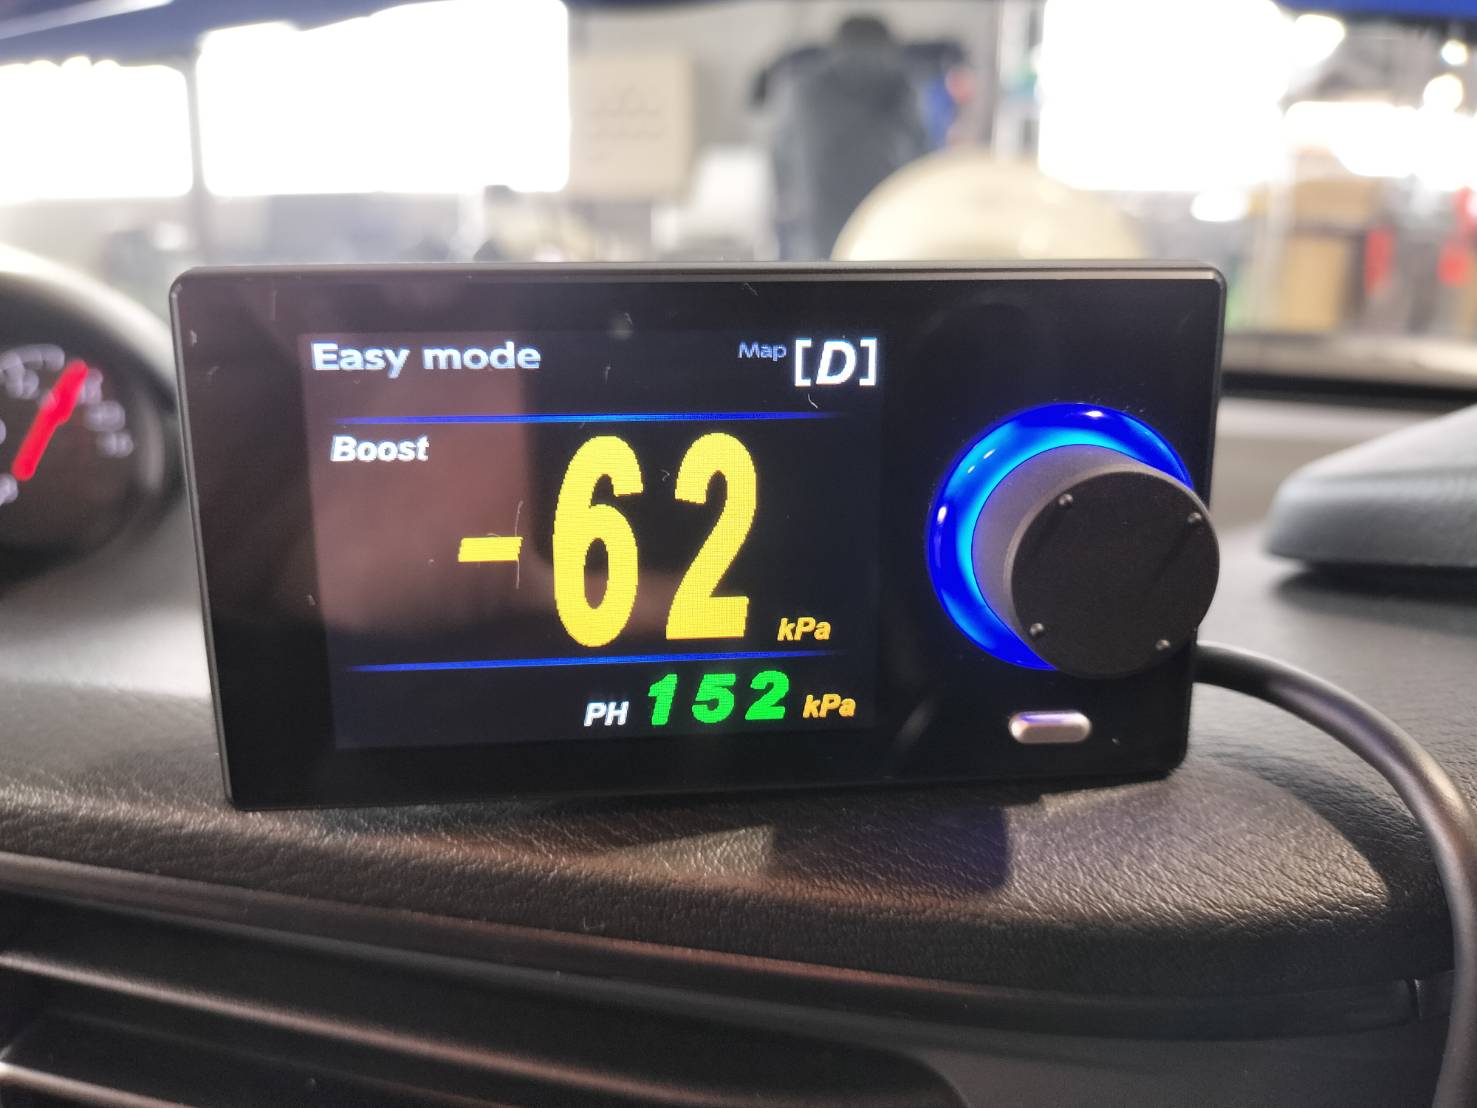 Easy mode Map [D]
Boost
-62 kPa
PH 152 kPa